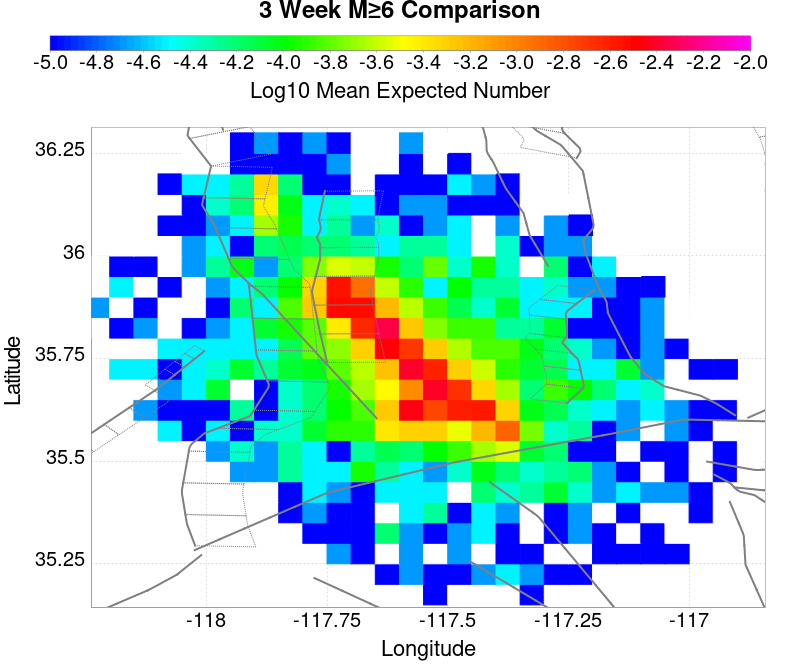 3 Week M≥6 Comparison
-5.0 -4.8 -4.6 -4.4 -4.2 -4.0 -3.8 -3.6 -3.4 -3.2 -3.0 -2.8 -2.6 -2.4 -2.2 -2.0
Log10 Mean Expected Number
36.25
36
35.75
35.5
35.25
Latitude
-118 -117.75 -117.5 -117.25 -117
Longitude